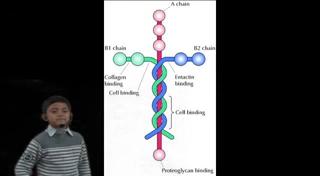 A chain
B1 chain
B2 chain
Collagen
binding
Entactin
binding
Cell binding
Cell binding
Proteoglycan binding